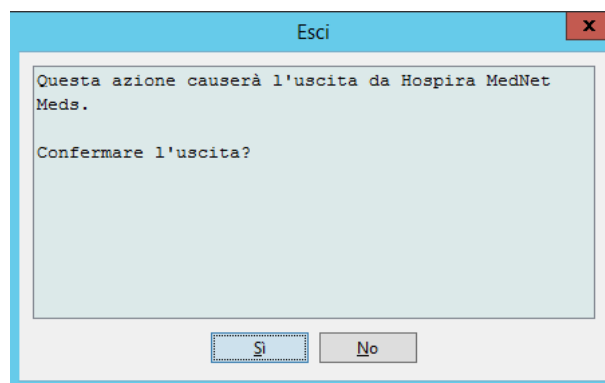 Esci
x
Questa azione causerà l'uscita da Hospira MedNet
Meds.
Confermare l'uscita?
Sì
No